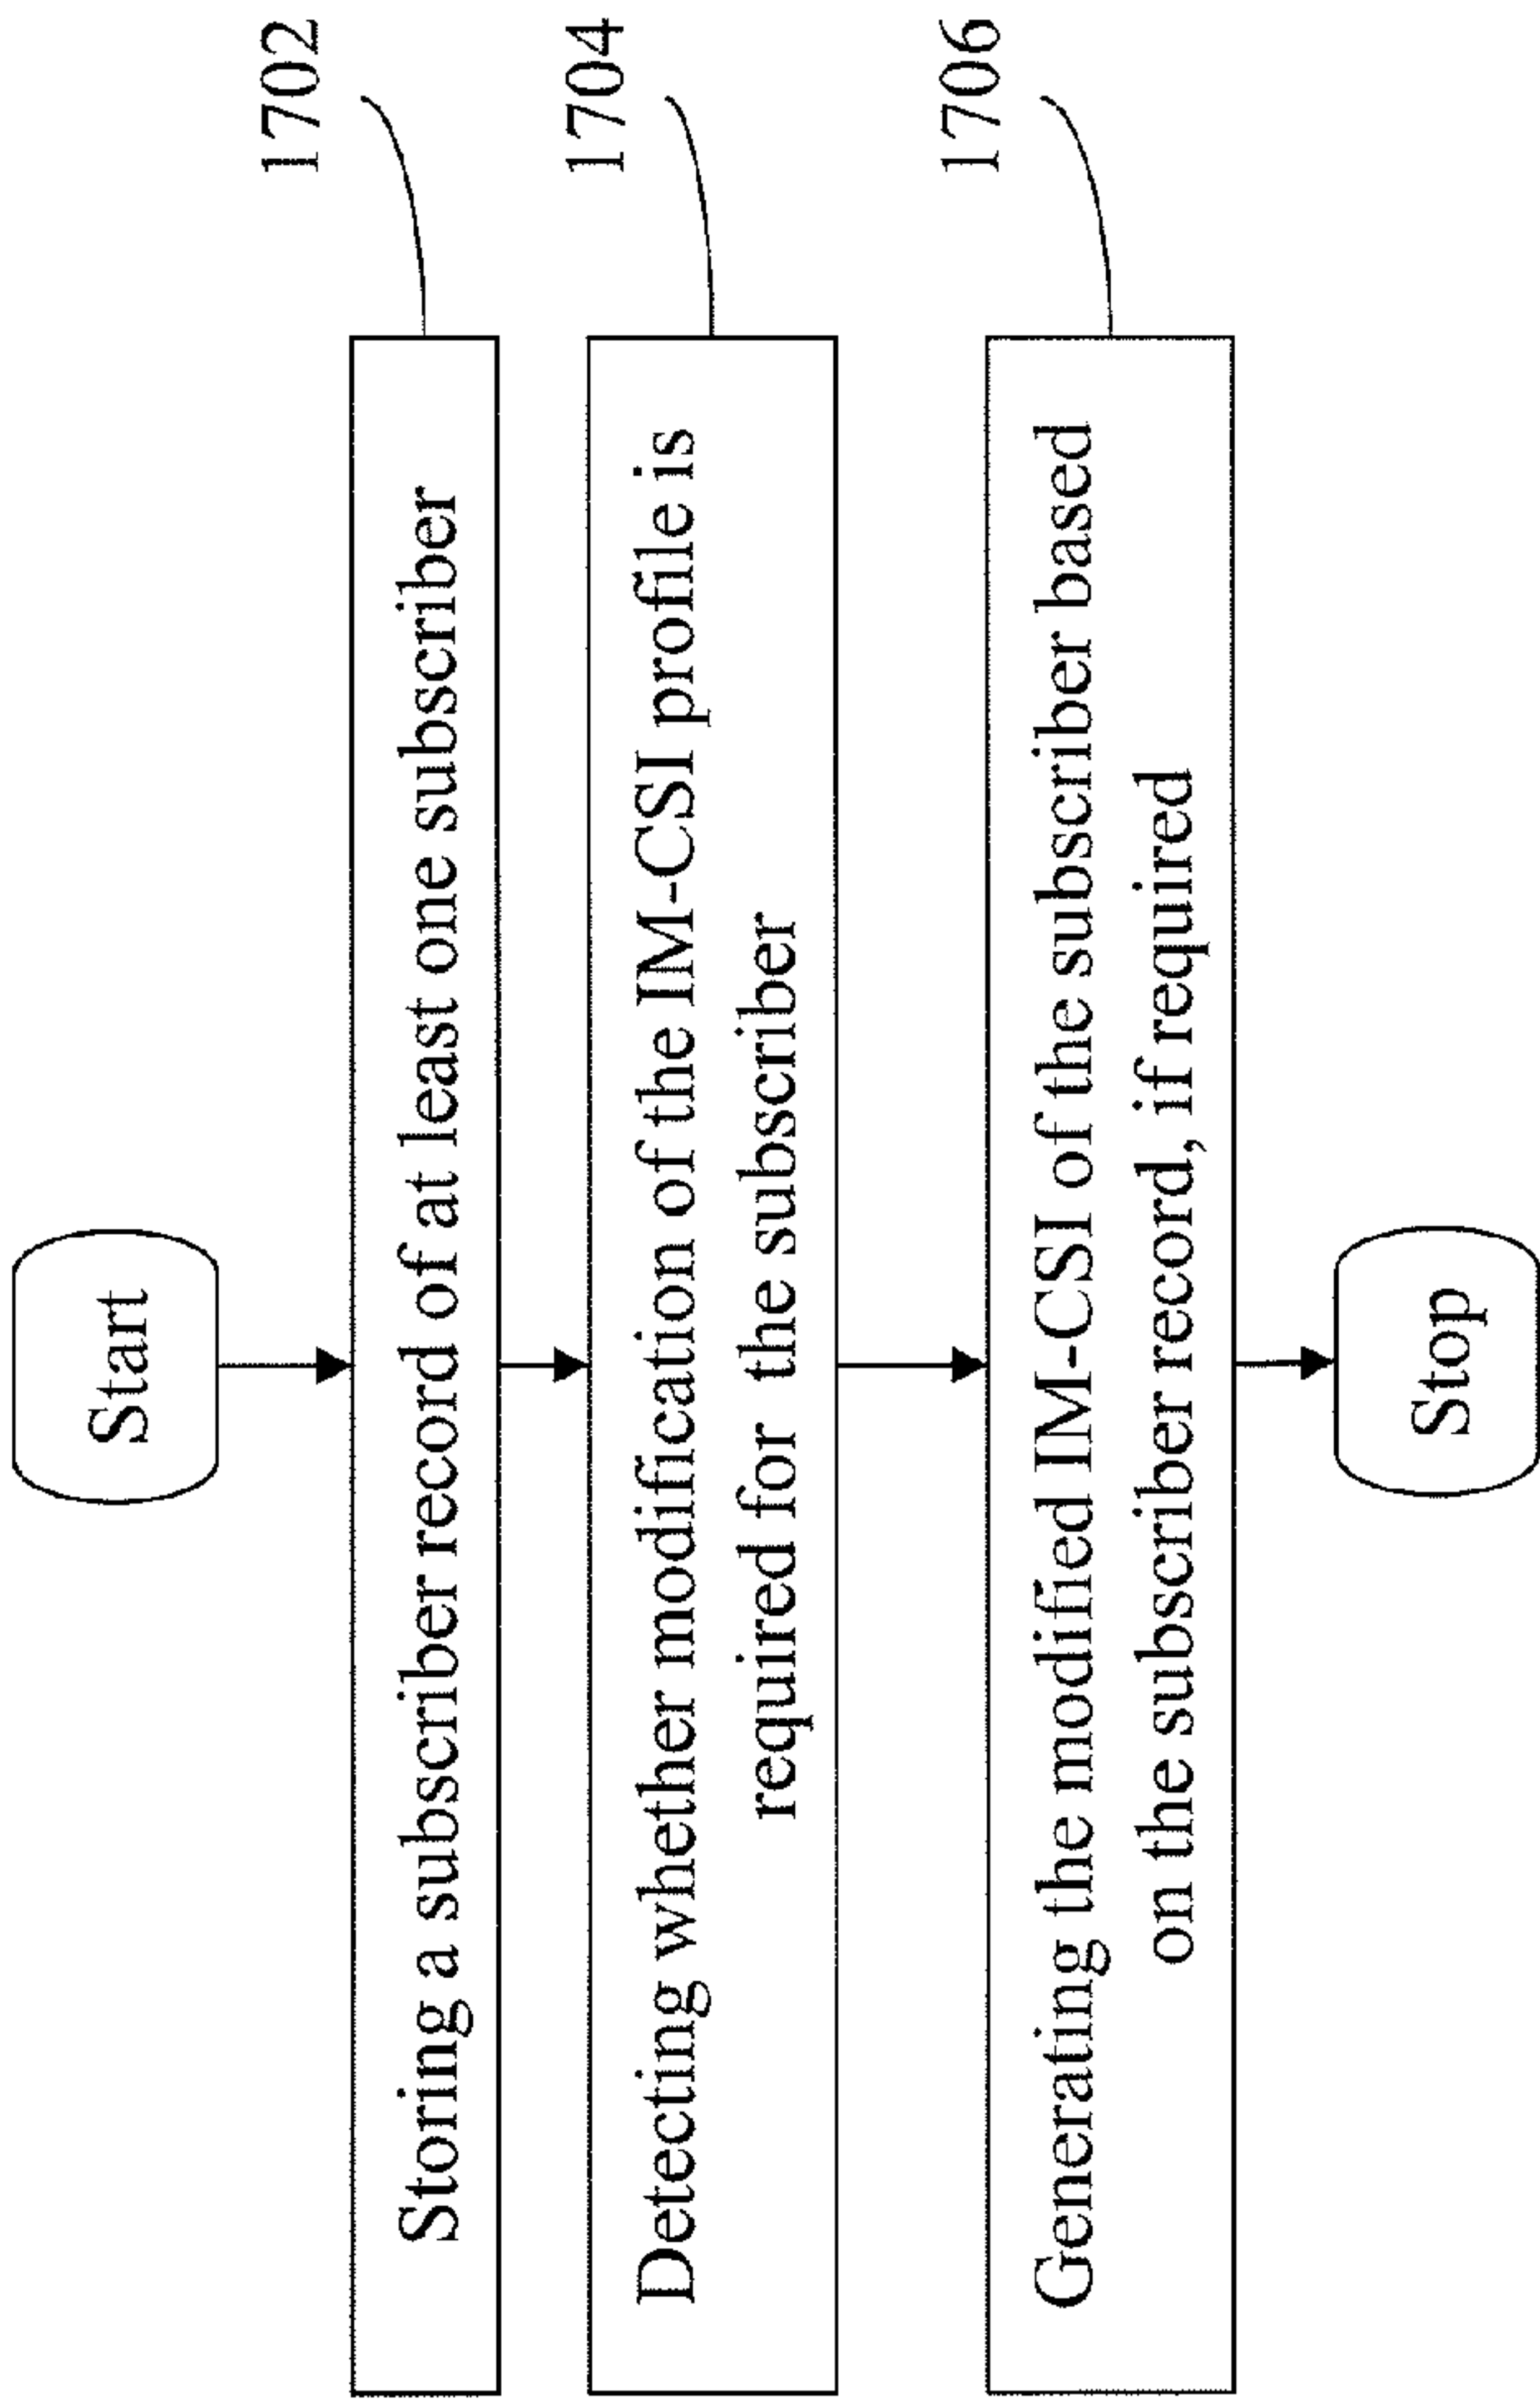 Start
1702
Storing a subscriber record of at least one subscriber
1704
Detecting whether modification of the IM-CSI profile is
required for the subscriber
1706
Generating the modified IM-CSI of the subscriber based
on the subscriber record, if required
Stop